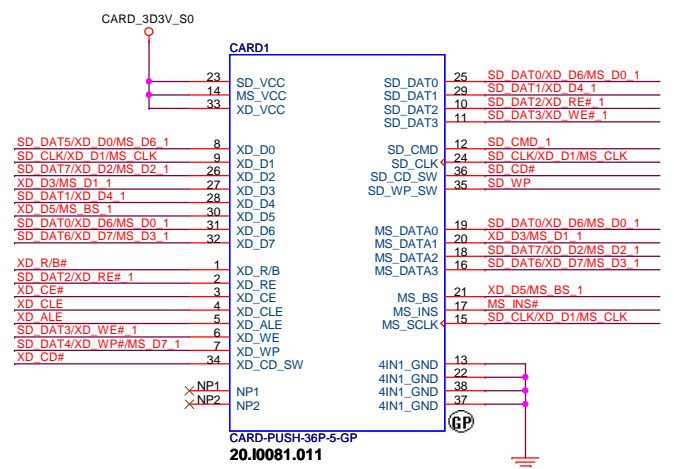 CARD_3D3V_S0
CARD1
23 SD_VCC
14 MS_VCC
33 XD_VCC
SD_DAT5/XD_D0/MS_D6_1 8 XD_D0
SD_CLK/XD_D1/MS_CLK 9 XD_D1
SD_DAT7/XD_D2/MS_D2_1 26 XD_D2
XD_D3/MS_D1_1 27 XD_D3
SD_DAT1/XD_D4_1 28 XD_D4
XD_D5/MS_BS_1 30 XD_D5
SD_DAT0/XD_D6/MS_D0_1 31 XD_D6
SD_DAT6/XD_D7/MS_D3_1 32 XD_D7
XD_R/B# 1 XD_R/B
SD_DAT2/XD_RE#_1 2 XD_RE
XD_CE# 3 XD_CE
XD_CLE 4 XD_CLE
XD_ALE 5 XD_ALE
SD_DAT3/XD_WE#_1 6 XD_WE
SD_DAT4/XD_WP#/MS_D7_1 7 XD_WP
XD_CD# 34 XD_CD_SW
NP1 NP1
NP2 NP2
SD_DAT0 25 SD_DAT0/XD_D6/MS_D0_1
SD_DAT1 29 SD_DAT1/XD_D4_1
SD_DAT2 10 SD_DAT2/XD_RE#_1
SD_DAT3 11 SD_DAT3/XD_WE#_1
SD_CMD 12 SD_CMD_1
SD_CLK 24 SD_CLK/XD_D1/MS_CLK
SD_CD_SW 36 SD_CD#
SD_WP_SW 35 SD_WP
MS_DATA0 19 SD_DAT0/XD_D6/MS_D0_1
MS_DATA1 20 XD_D3/MS_D1_1
MS_DATA2 18 SD_DAT7/XD_D2/MS_D2_1
MS_DATA3 16 SD_DAT6/XD_D7/MS_D3_1
MS_BS 21 XD_D5/MS_BS_1
MS_INS 17 MS_INS#
MS_SCLK 15 SD_CLK/XD_D1/MS_CLK
4IN1_GND 13
4IN1_GND 22
4IN1_GND 38
4IN1_GND 37
GP
CARD-PUSH-36P-5-GP
20.I0081.011